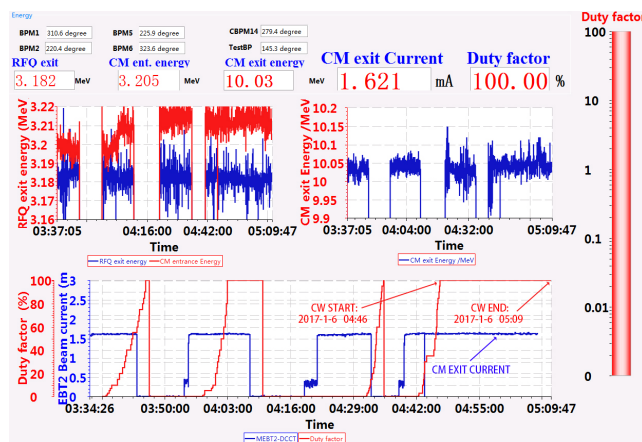 Energy
BPM1 310.6 degree BPM5 225.9 degree CBPM14 279.4 degree
BPM2 220.4 degree BPM6 323.6 degree TestBP 145.3 degree
RFQ exit CM ent. energy CM exit energy CM exit Current Duty factor
3.182 MeV 3.205 MeV 10.03 MeV 1.621 mA 100.00 %
Duty factor
100
10
1
0.1
0.01
0
RFQ exit energy (MeV
3.22
3.21
3.2
3.19
3.18
3.17
3.16
03:37:05 04:16:00 04:42:00 05:09:47
Time
RFQ exit energy CM entrance Energy
CM exit Energy /MeV
10.2
10.15
10.1
10.05
10
9.95
9.9
03:37:05 04:04:00 04:32:00 05:09:47
Time
CM exit Energy /MeV
Duty factor (%)
100
80
60
40
20
0
EBT2 Beam current (m
3
2.5
2
1.5
1
0.5
0
CW START:
2017-1-6 04:46
CW END:
2017-1-6 05:09
CM EXIT CURRENT
03:34:26 03:50:00 04:03:00 04:16:00 04:29:00 04:42:00 04:55:00 05:09:47
Time
MEBT2-DCCT Duty factor